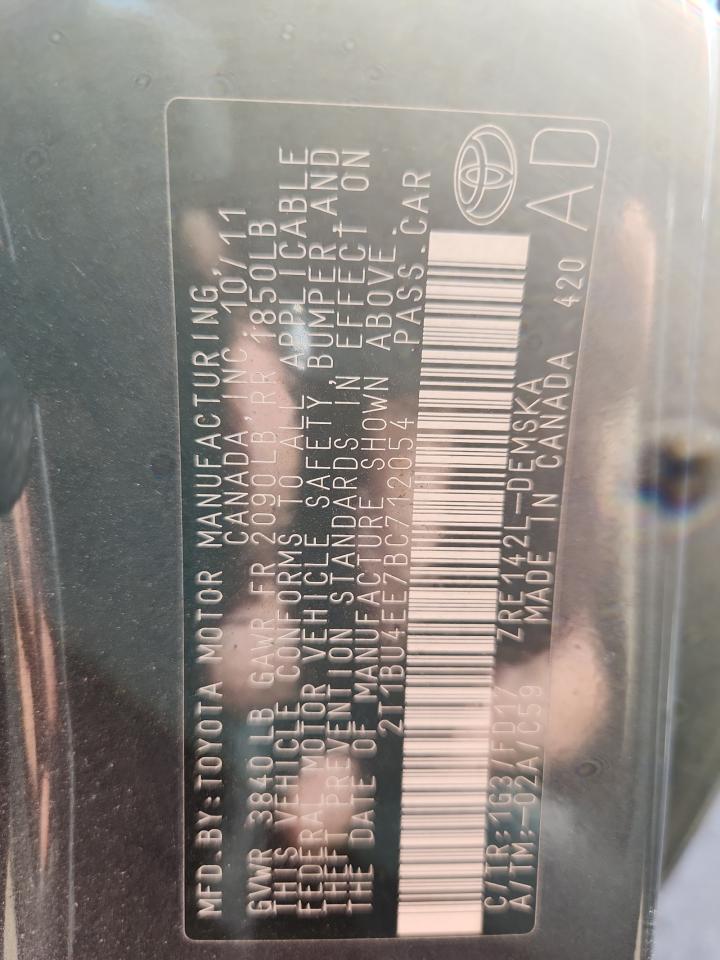 MFD.BY:TOYOTA MOTOR MANUFACTURING,
CANADA, INC. 10/11
GVWR 3840LB GAWR FR 2090LB RR 1850LB
THIS VEHICLE CONFORMS TO ALL APPLICABLE
FEDERAL MOTOR VEHICLE SAFETY, BUMPER AND
THEFT PREVENTION STANDARDS IN EFFECT ON
THE DATE OF MANUFACTURE SHOWN ABOVE.
2T1BU4EE7BC712054 PASS.CAR
C/TR:1G3/FD17 ZRE142L-DEMSKA
A/TM:-02A/C59 MADE IN CANADA 420 AD